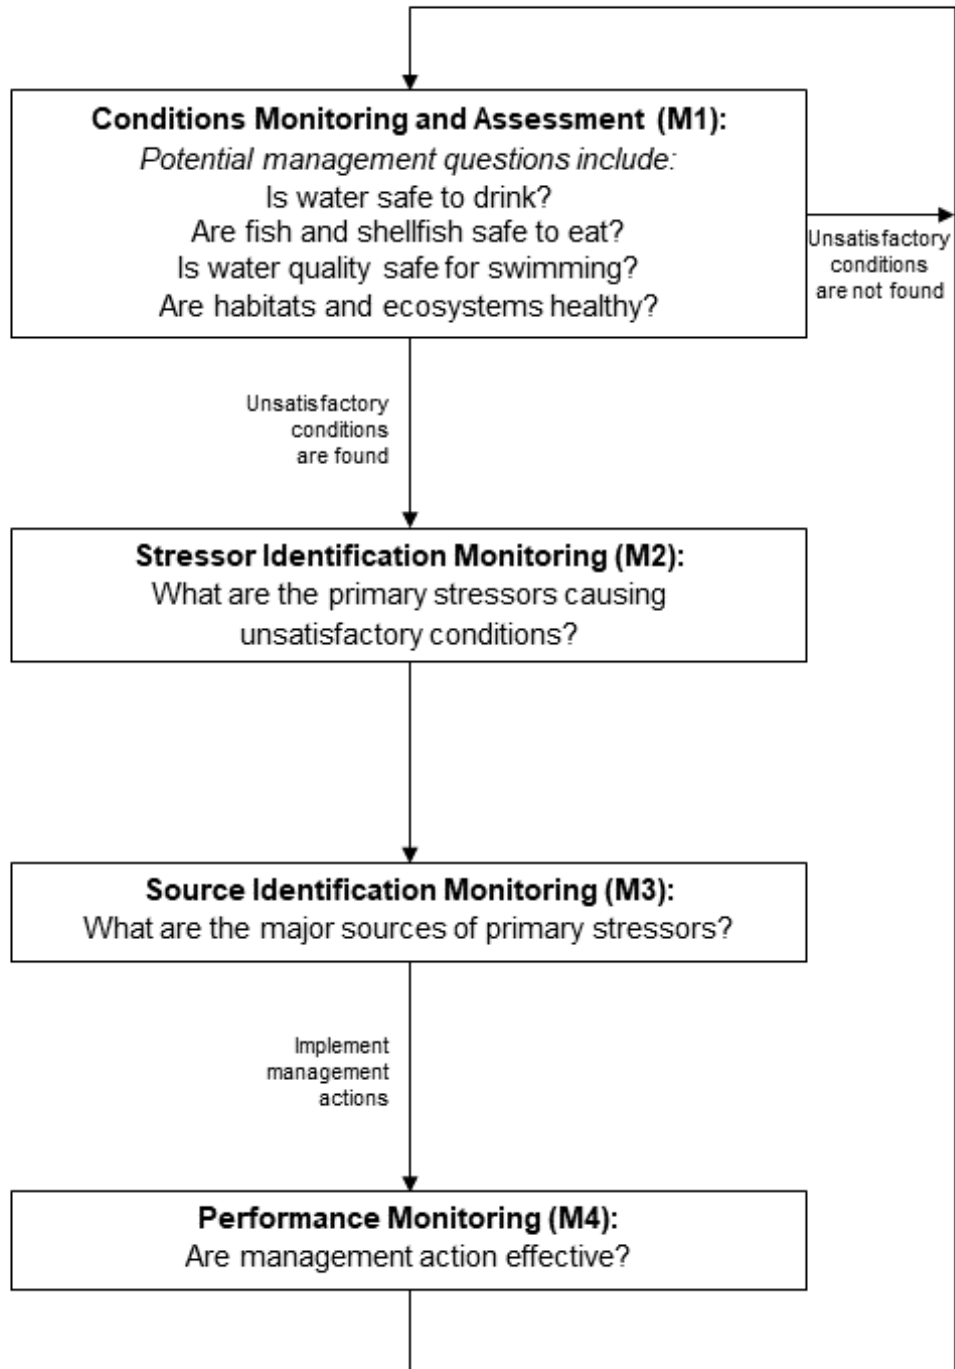 Conditions Monitoring and Assessment (M1):
Potential management questions include:
Is water safe to drink?
Are fish and shellfish safe to eat?
Is water quality safe for swimming?
Are habitats and ecosystems healthy?
Unsatisfactory
conditions
are not found
Unsatisfactory
conditions
are found
Stressor Identification Monitoring (M2):
What are the primary stressors causing
unsatisfactory conditions?
Source Identification Monitoring (M3):
What are the major sources of primary stressors?
Implement
management
actions
Performance Monitoring (M4):
Are management action effective?